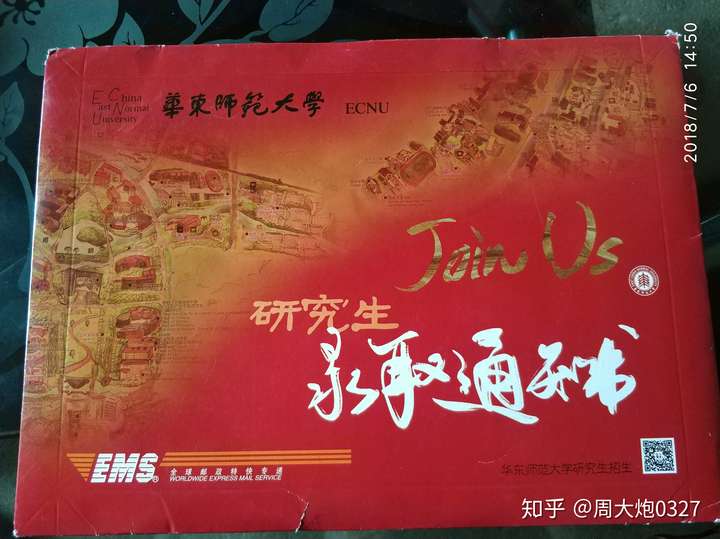 East China Normal University
華東師範大學 ECNU
Join Us
研究生
录取通知书
EMS
全球邮政特快专递
WORLDWIDE EXPRESS MAIL SERVICE
华东师范大学研究生招生
2018/7/6 14:50
知乎 @周大炮0327